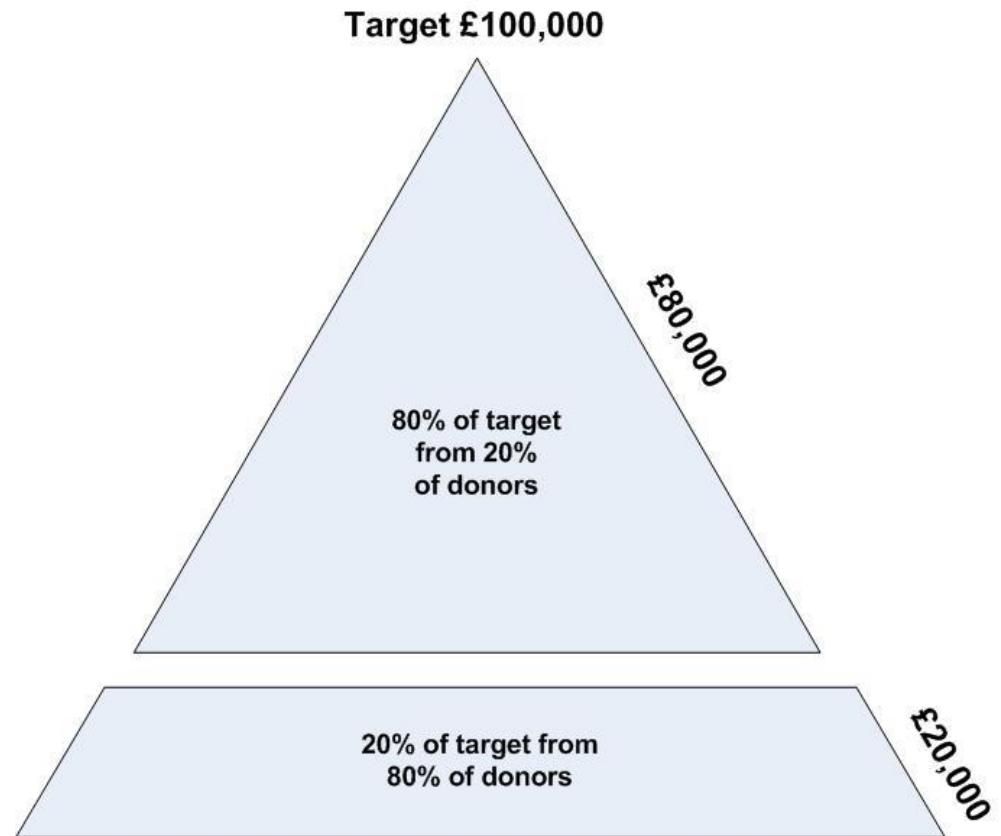 Target £100,000
£80,000
80% of target
from 20%
of donors
20% of target from
80% of donors
£20,000